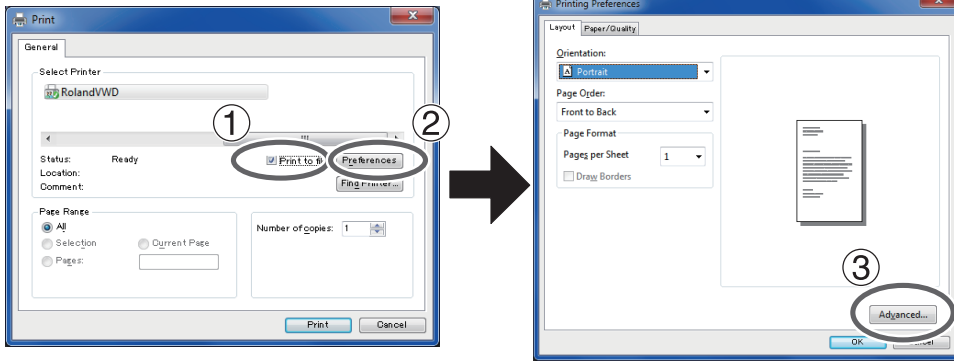 Print
General
Select Printer
RolandVWD
1
2
Status: Ready
Print to fi
Preferences
Location:
Comment:
Find Printer...
Page Range
All
Selection
Current Page
Pages:
Number of copies: 1
Print
Cancel
Printing Preferences
Layout
Paper/Quality
Orientation:
Portrait
Page Order:
Front to Back
Page Format
Pages per Sheet 1
Draw Borders
3
Advanced...
OK